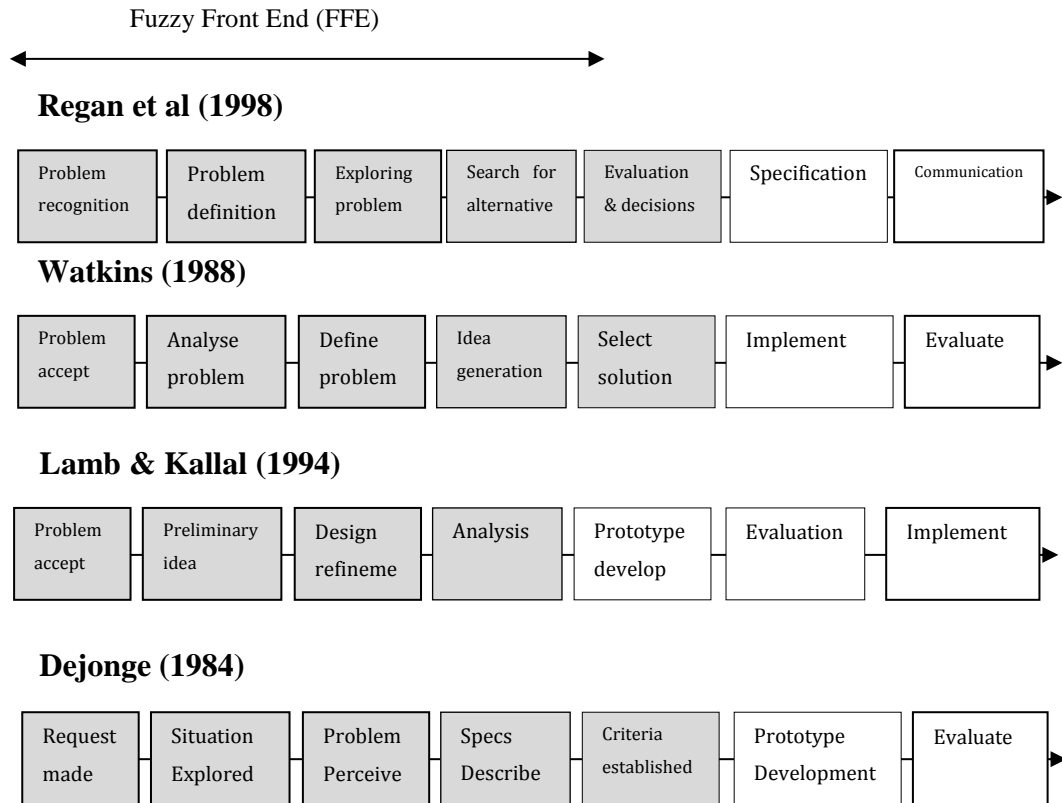 Fuzzy Front End (FFE)
Regan et al (1998)
Problem
recognition
Problem
definition
Exploring
problem
Search for
alternative
Evaluation
& decisions
Specification
Communication
Watkins (1988)
Problem
accept
Analyse
problem
Define
problem
Idea
generation
Select
solution
Implement
Evaluate
Lamb & Kallal (1994)
Problem
accept
Preliminary
idea
Design
refineme
Analysis
Prototype
develop
Evaluation
Implement
Dejonge (1984)
Request
made
Situation
Explored
Problem
Perceive
Specs
Describe
Criteria
established
Prototype
Development
Evaluate